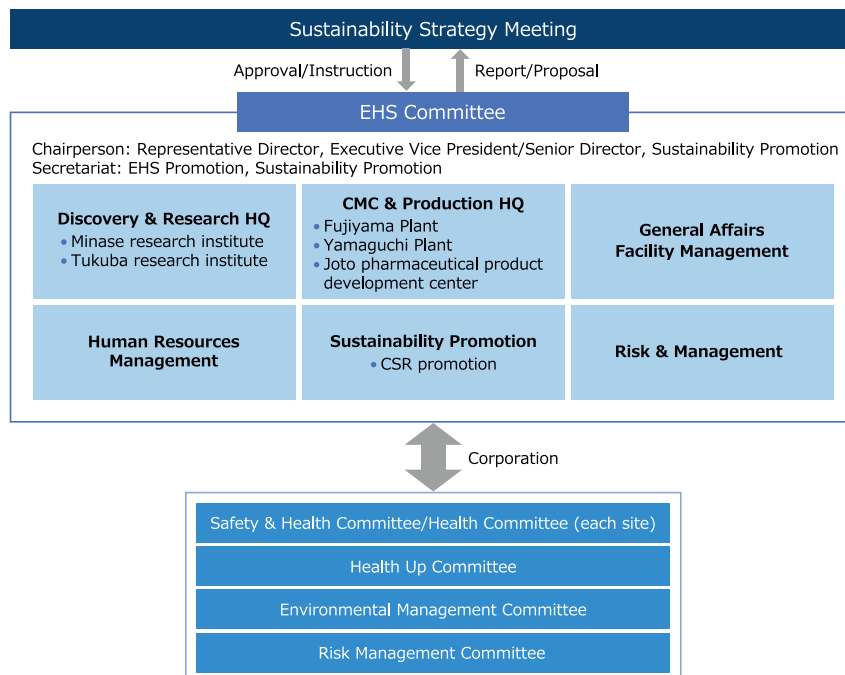 Sustainability Strategy Meeting
Approval/Instruction
Report/Proposal
EHS Committee
Chairperson: Representative Director, Executive Vice President/Senior Director, Sustainability Promotion
Secretariat: EHS Promotion, Sustainability Promotion
Discovery & Research HQ
• Minase research institute
• Tukuba research institute
CMC & Production HQ
• Fujiyama Plant
• Yamaguchi Plant
• Joto pharmaceutical product
development center
General Affairs
Facility Management
Human Resources
Management
Sustainability Promotion
• CSR promotion
Risk & Management
Corporation
Safety & Health Committee/Health Committee (each site)
Health Up Committee
Environmental Management Committee
Risk Management Committee